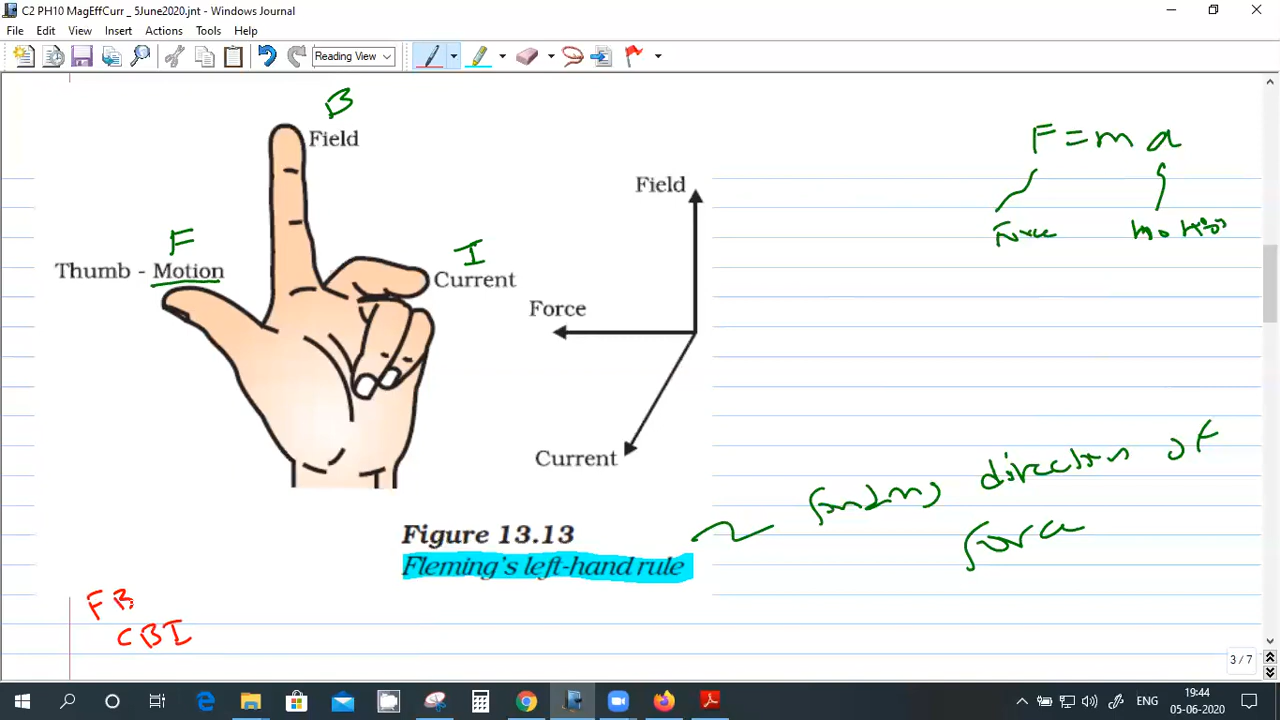 C2 PH10 MagEffCurr _ 5June2020.jnt - Windows Journal
File Edit View Insert Actions Tools Help
Reading View
B
Field
F = m a
Field
Force
motion
F
Thumb - Motion
I
Current
Force
Current
finding direction of
force
Figure 13.13
Fleming's left-hand rule
F B
C B I
3 / 7
ENG
19:44
05-06-2020